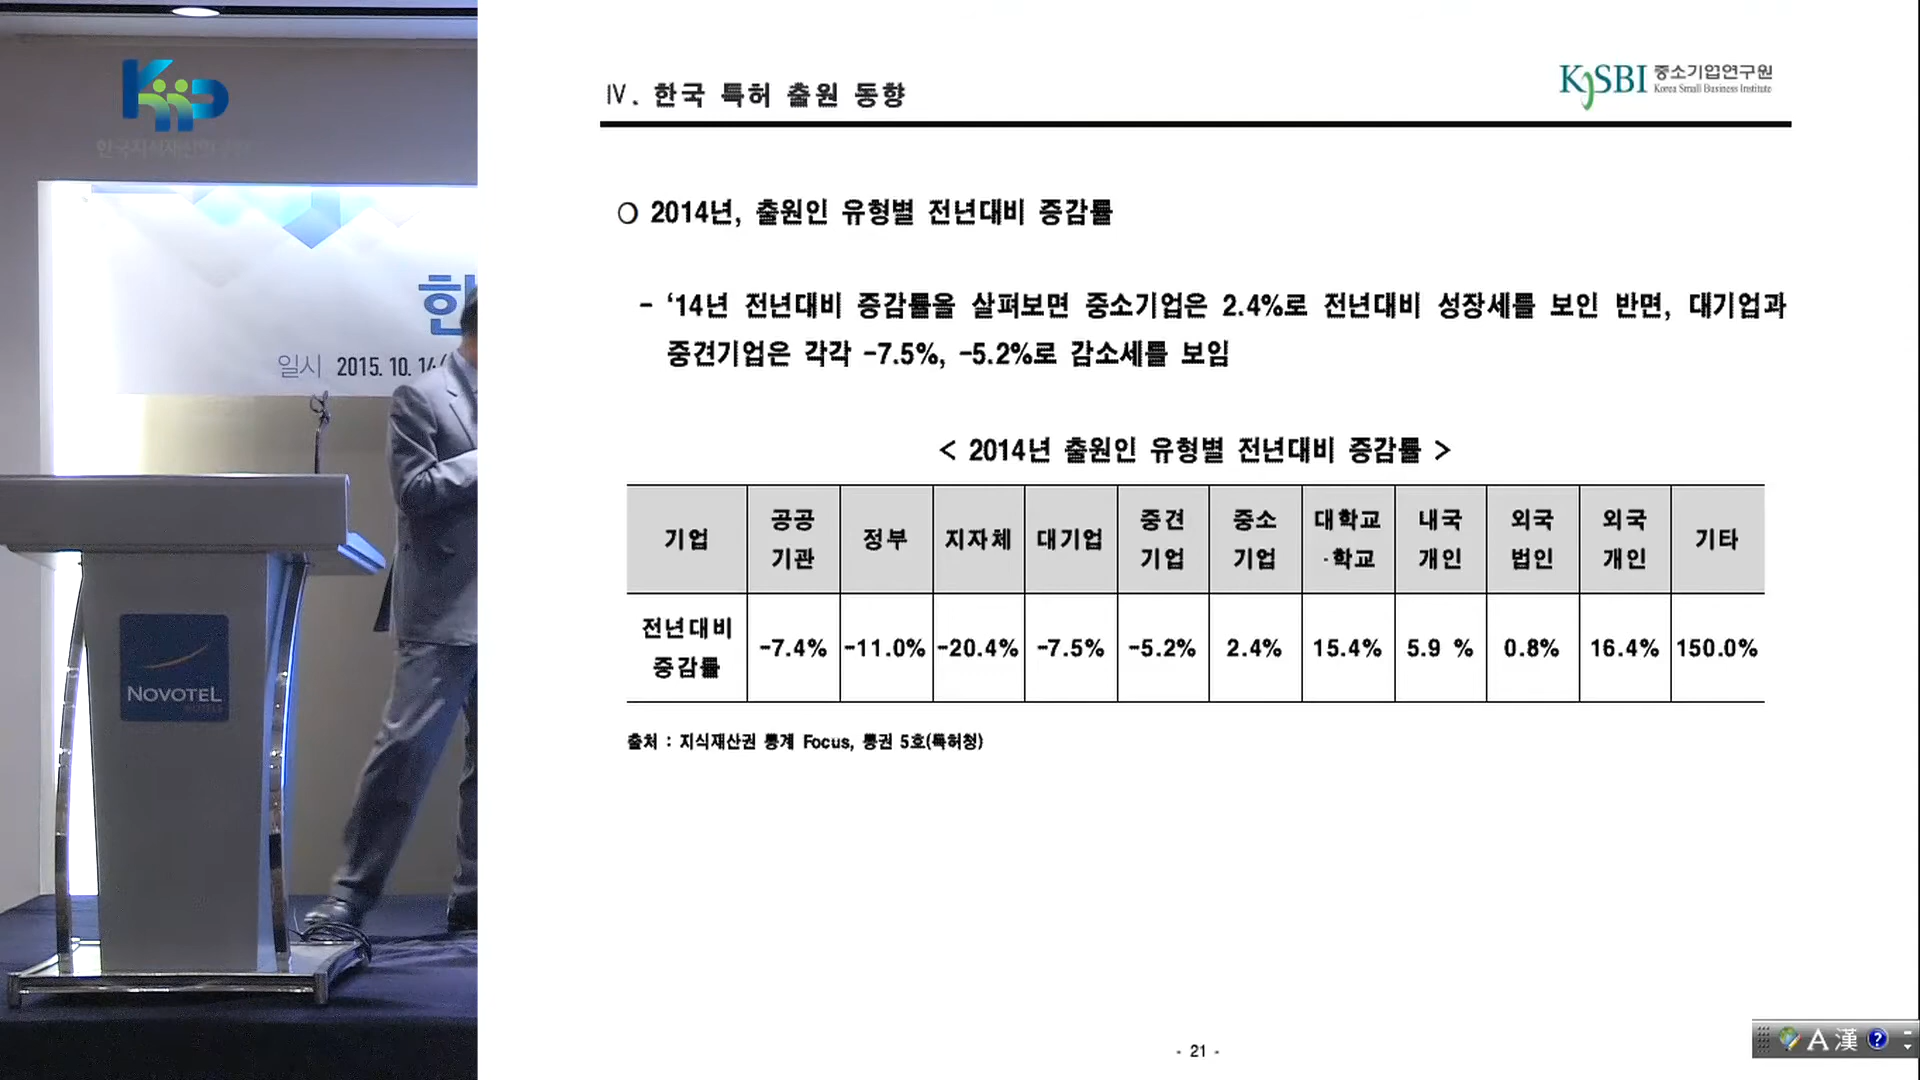 KIIP
한
일시 2015. 10. 14
NOVOTEL
HOTELS
Ⅳ. 한국 특허 출원 동향
KOSBI 중소기업연구원
Korea Small Business Institute
○ 2014년, 출원인 유형별 전년대비 증감률
- ‘14년 전년대비 증감률을 살펴보면 중소기업은 2.4%로 전년대비 성장세를 보인 반면, 대기업과
중견기업은 각각 -7.5%, -5.2%로 감소세를 보임
< 2014년 출원인 유형별 전년대비 증감률 >
기업 공공기관 정부 지자체 대기업 중견기업 중소기업 대학교·학교 내국개인 외국법인 외국개인 기타
전년대비 증감률 -7.4% -11.0% -20.4% -7.5% -5.2% 2.4% 15.4% 5.9 % 0.8% 16.4% 150.0%
출처 : 지식재산권 통계 Focus, 통권 5호(특허청)
- 21 -
A 漢 ?